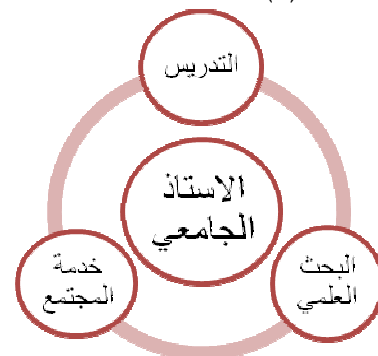 التدريس
الاستاذ
الجامعي
البحث
العلمي
خدمة
المجتمع